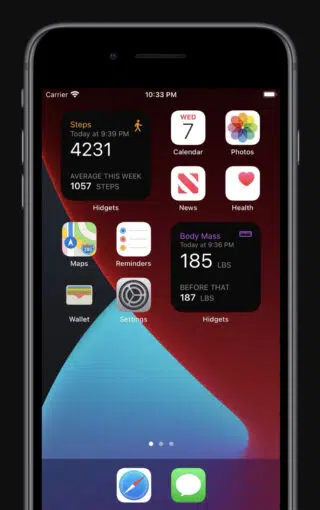 Carrier 10:33 PM
Steps
Today at 9:39 PM
4231
AVERAGE THIS WEEK
1057 STEPS
Hidgets
WED
7
Calendar
Photos
News
Health
Maps
Reminders
Wallet
Settings
Body Mass
Today at 9:36 PM
185 LBS
BEFORE THAT
187 LBS
Hidgets